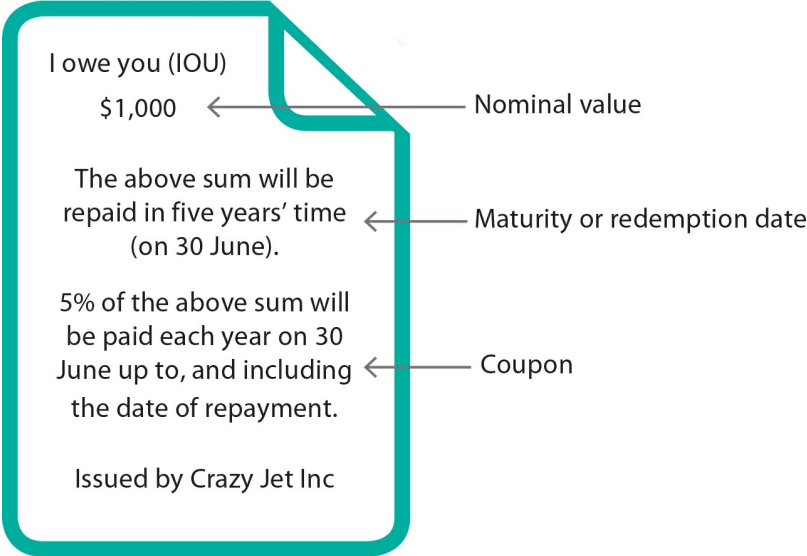 I owe you (IOU)
$1,000
Nominal value
The above sum will be
repaid in five years’ time
(on 30 June).
Maturity or redemption date
5% of the above sum will
be paid each year on 30
June up to, and including
the date of repayment.
Coupon
Issued by Crazy Jet Inc